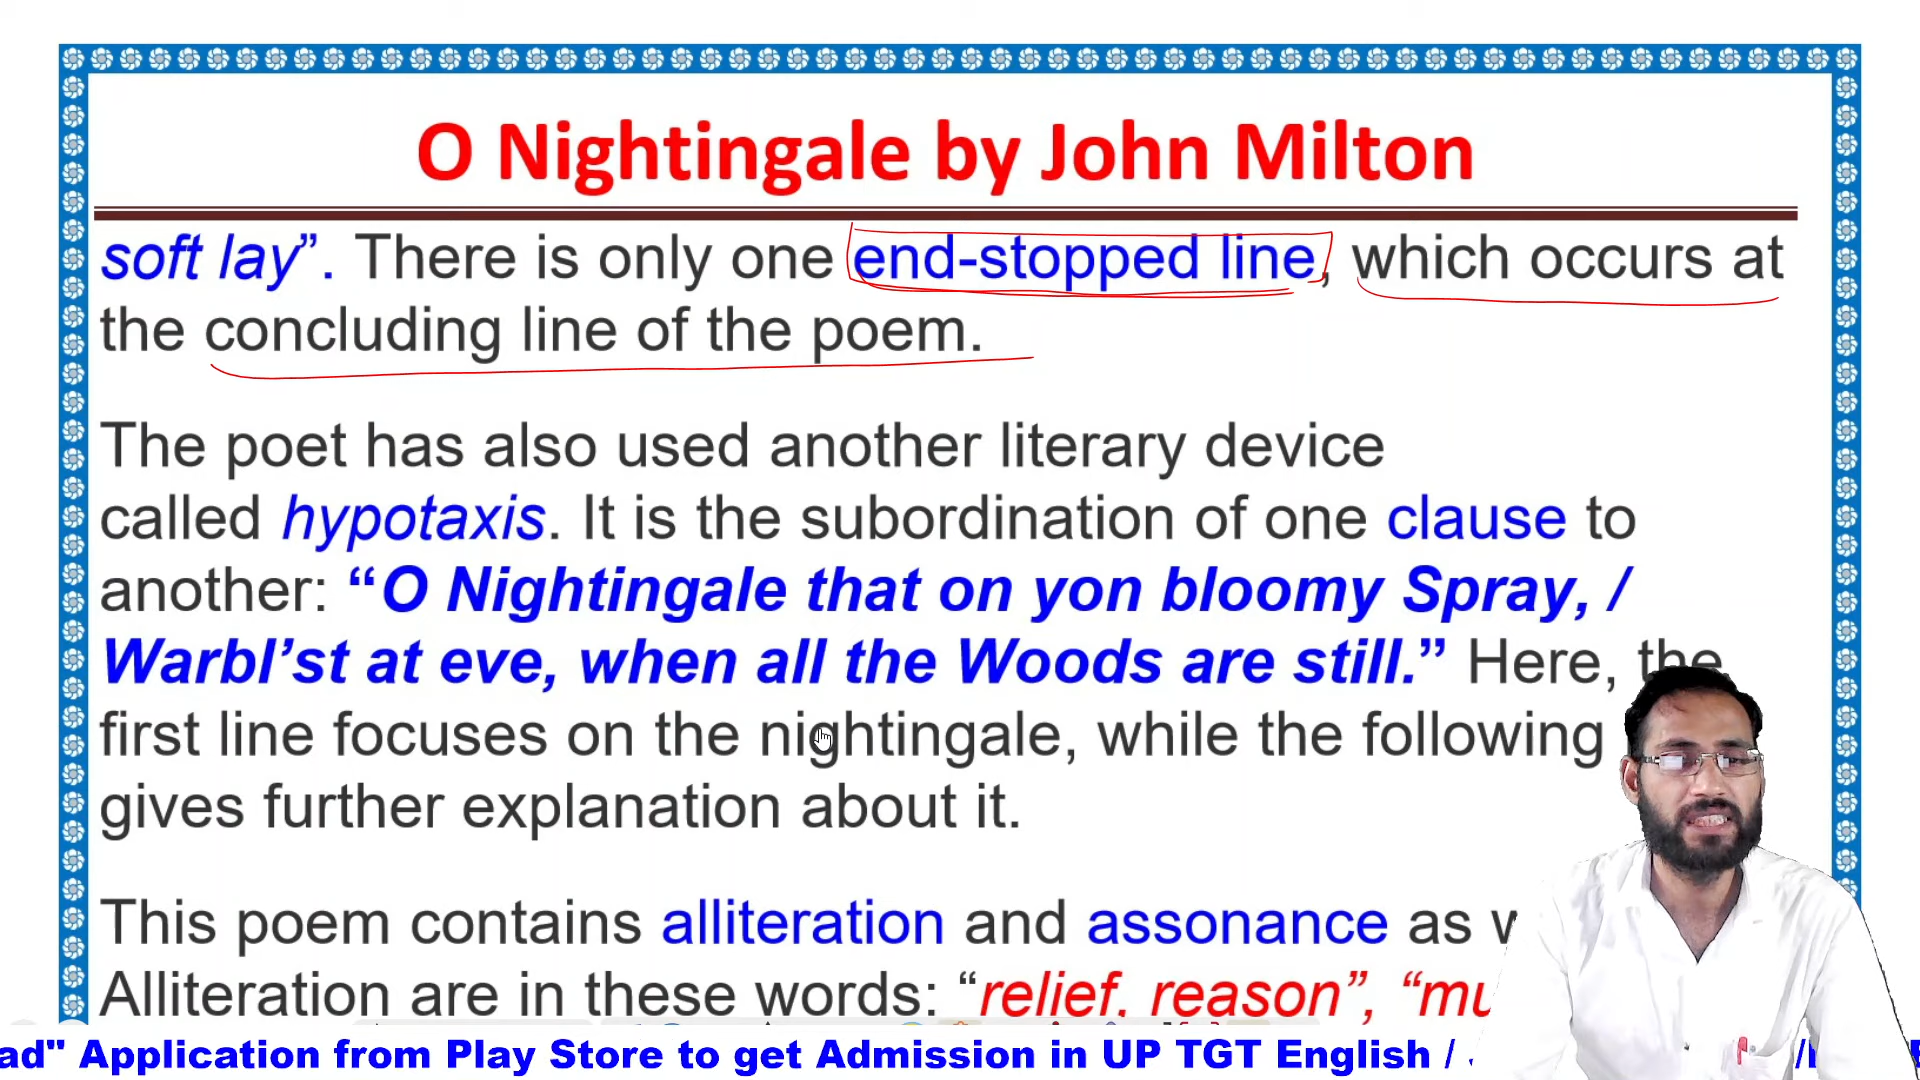 O Nightingale by John Milton
soft lay”. There is only one end-stopped line, which occurs at
the concluding line of the poem.
The poet has also used another literary device
called hypotaxis. It is the subordination of one clause to
another: “O Nightingale that on yon bloomy Spray, /
Warbl’st at eve, when all the Woods are still.” Here, the
first line focuses on the nightingale, while the following
gives further explanation about it.
This poem contains alliteration and assonance as
Alliteration are in these words: “relief, reason”, “mu
ad" Application from Play Store to get Admission in UP TGT English /